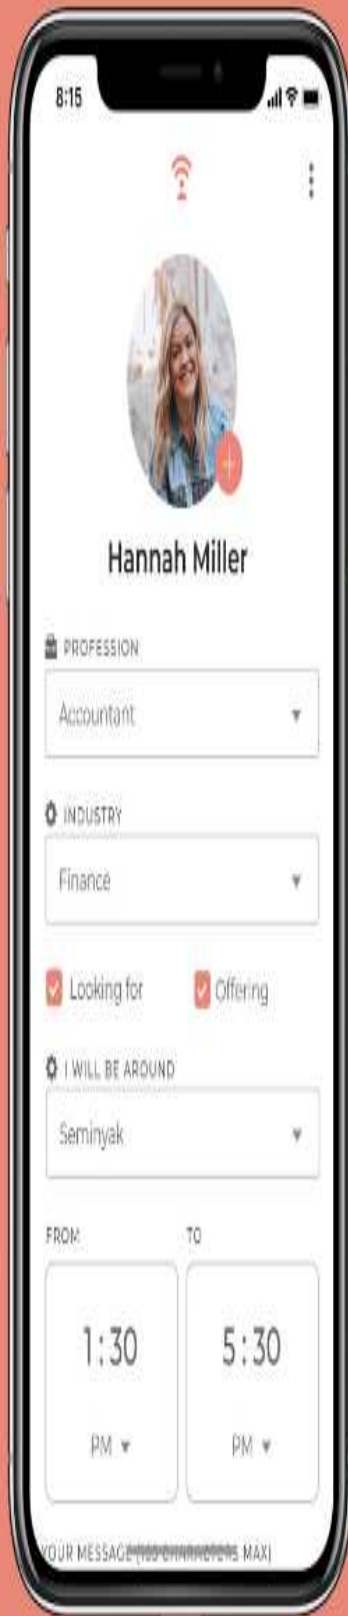 8:15
Hannah Miller
PROFESSION
Accountant
INDUSTRY
Finance
Looking for Offering
I WILL BE AROUND
Seminyak
FROM TO
1:30 5:30
PM PM
YOUR MESSAGE MAX)